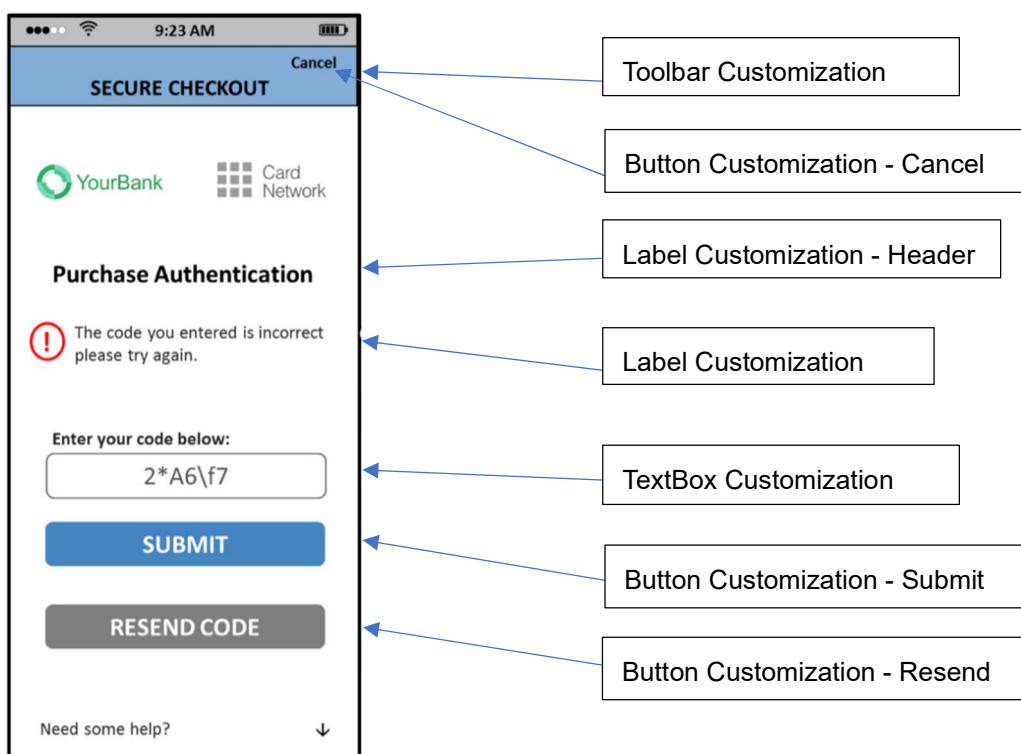 9:23 AM
Cancel
SECURE CHECKOUT
YourBank
Card
Network
Purchase Authentication
The code you entered is incorrect
please try again.
Enter your code below:
2*A6\f7
SUBMIT
RESEND CODE
Need some help?
Toolbar Customization
Button Customization - Cancel
Label Customization - Header
Label Customization
TextBox Customization
Button Customization - Submit
Button Customization - Resend